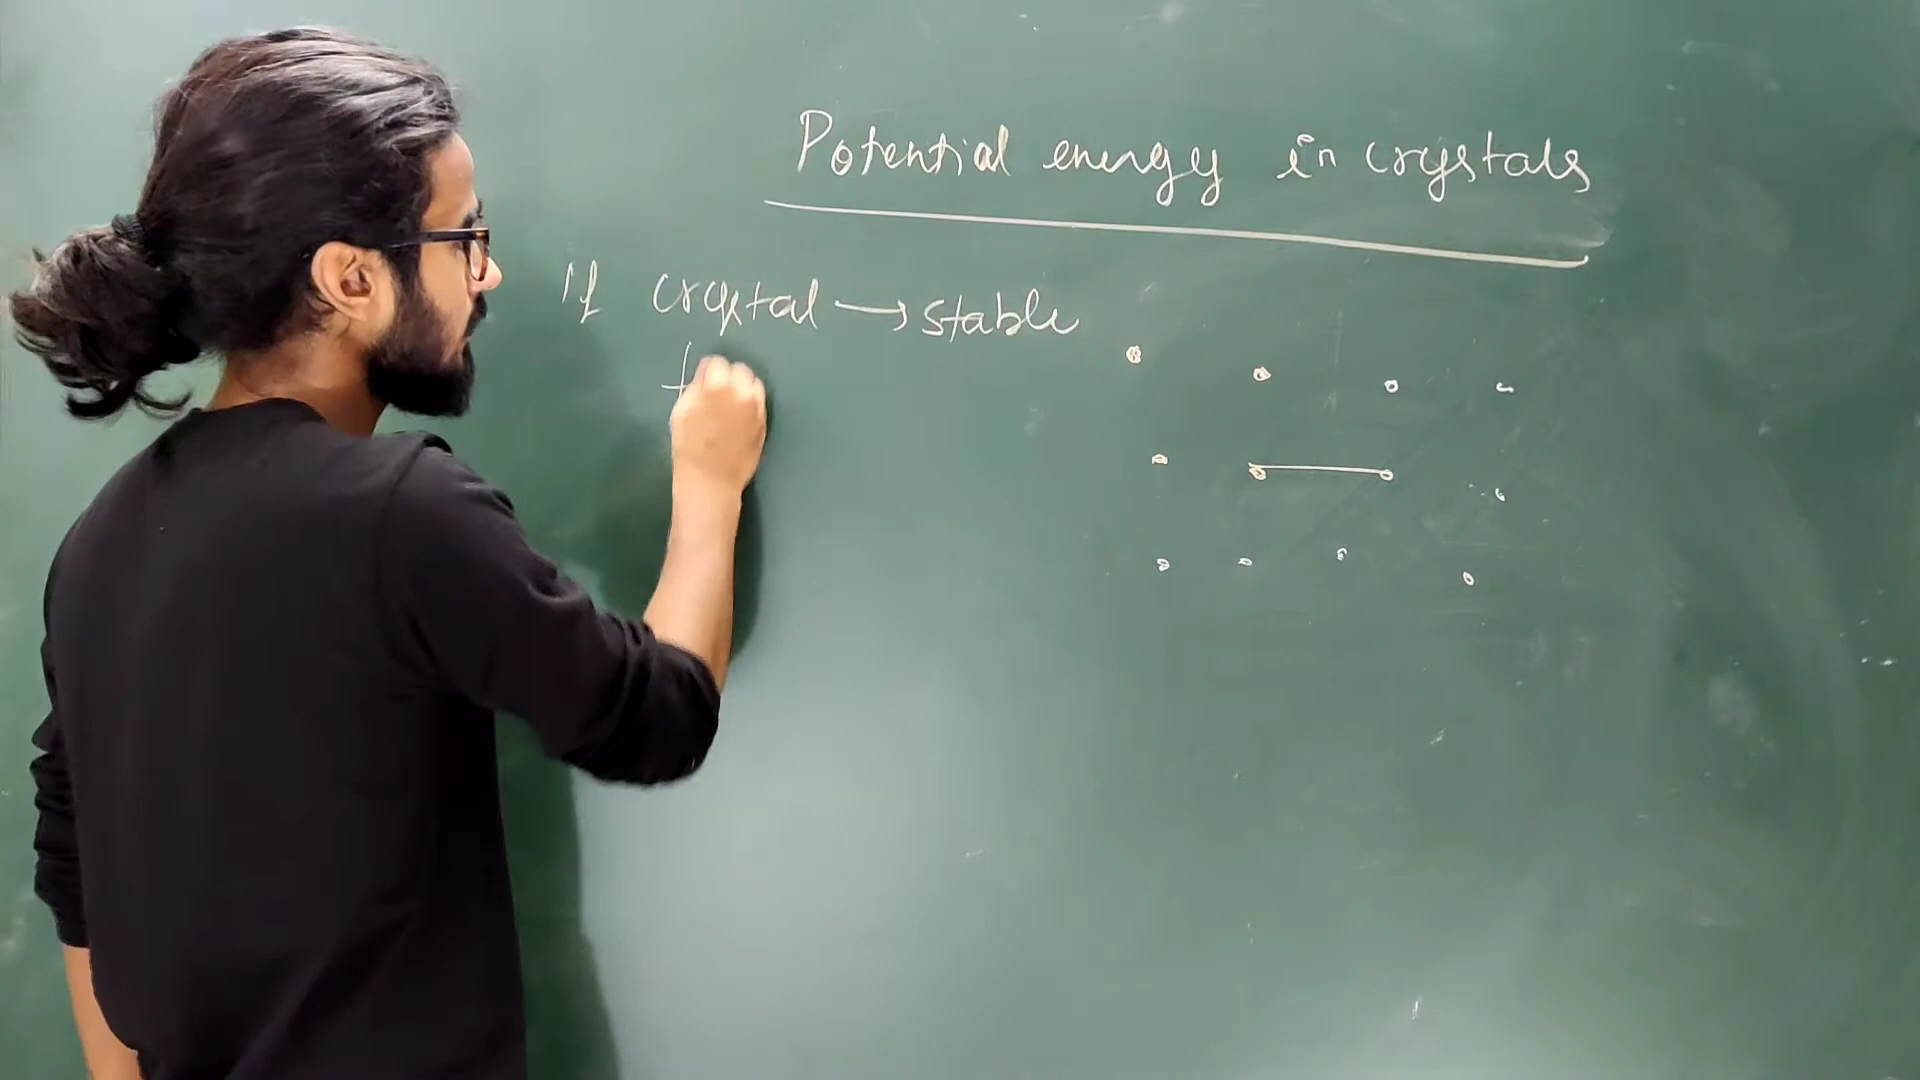 Potential energy in crystals
If crystal → stable